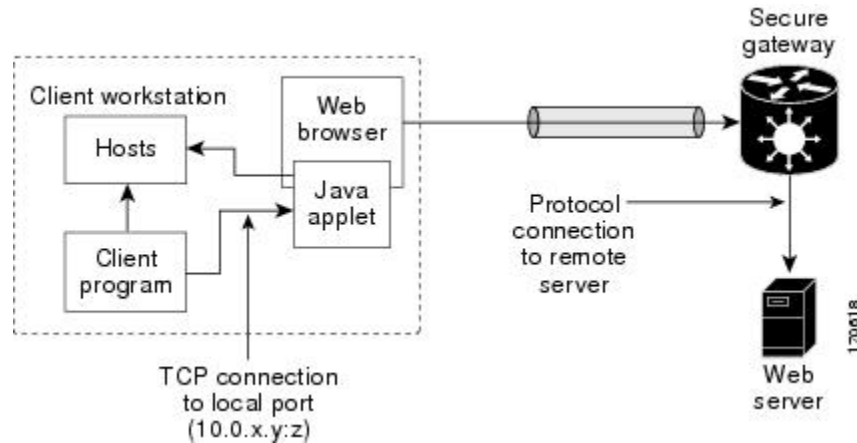 Secure
gateway
Client workstation
Web
browser
Hosts
Java
applet
Client
program
Protocol
connection
to remote
server
TCP connection
to local port
(10.0.x.y:z)
Web
server
170618